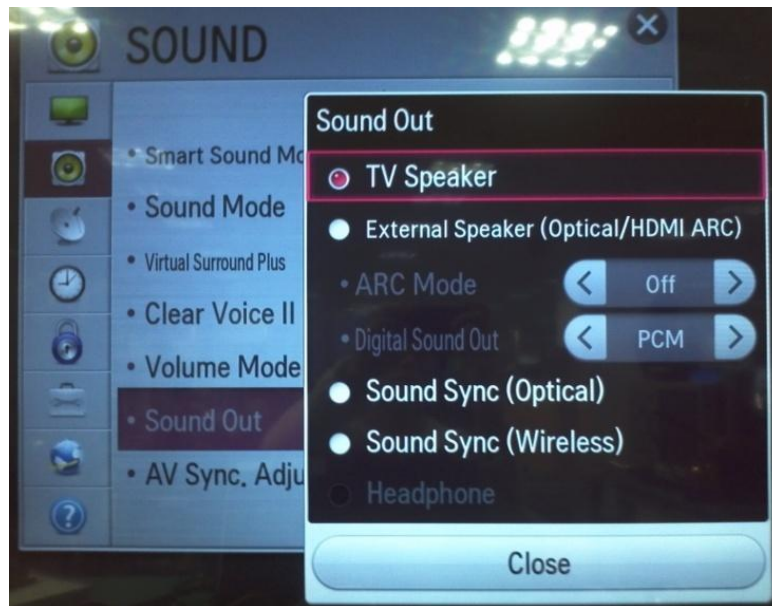 SOUND
Smart Sound Mo
• Sound Mode
• Virtual Surround Plus
• Clear Voice II
• Volume Mode
• Sound Out
• AV Sync. Adju
Sound Out
TV Speaker
External Speaker (Optical/HDMI ARC)
• ARC Mode < Off >
• Digital Sound Out < PCM >
Sound Sync (Optical)
Sound Sync (Wireless)
Headphone
Close